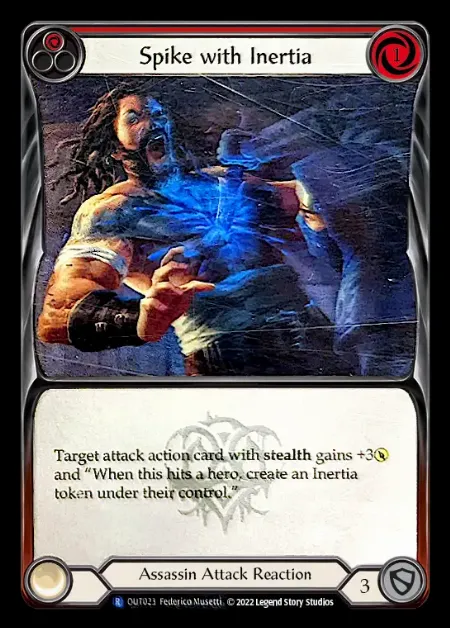 Spike with Inertia
1
Target attack action card with stealth gains +3
and “When this hits a hero, create an Inertia
token under their control.”
Assassin Attack Reaction
3
R OUT023 Federico Musetti © 2022 Legend Story Studios